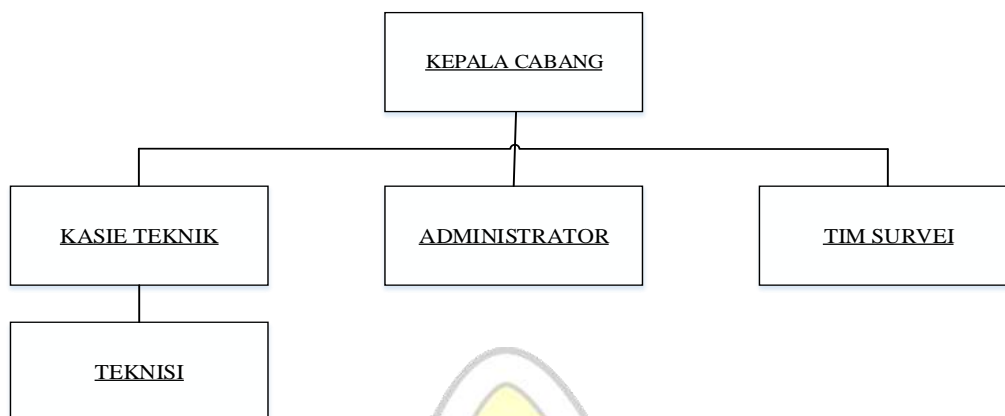 KEPALA CABANG
KASIE TEKNIK
ADMINISTRATOR
TIM SURVEI
TEKNISI